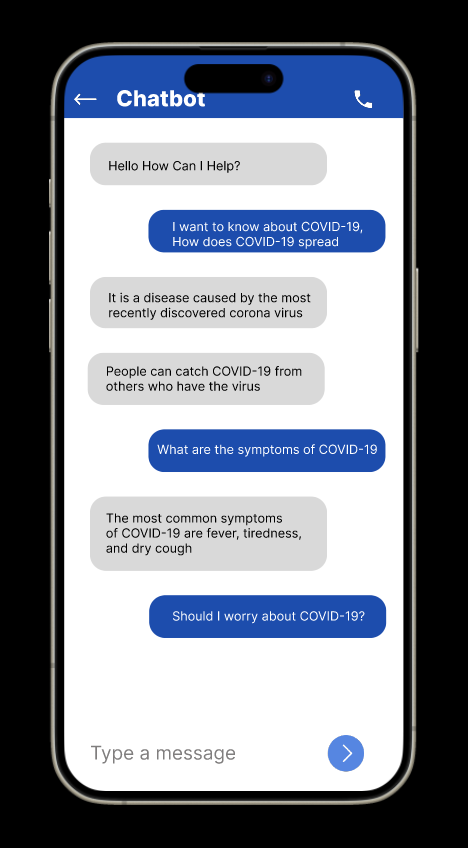 Chatbot
Hello How Can I Help?
I want to know about COVID-19,
How does COVID-19 spread
It is a disease caused by the most
recently discovered corona virus
People can catch COVID-19 from
others who have the virus
What are the symptoms of COVID-19
The most common symptoms
of COVID-19 are fever, tiredness,
and dry cough
Should I worry about COVID-19?
Type a message